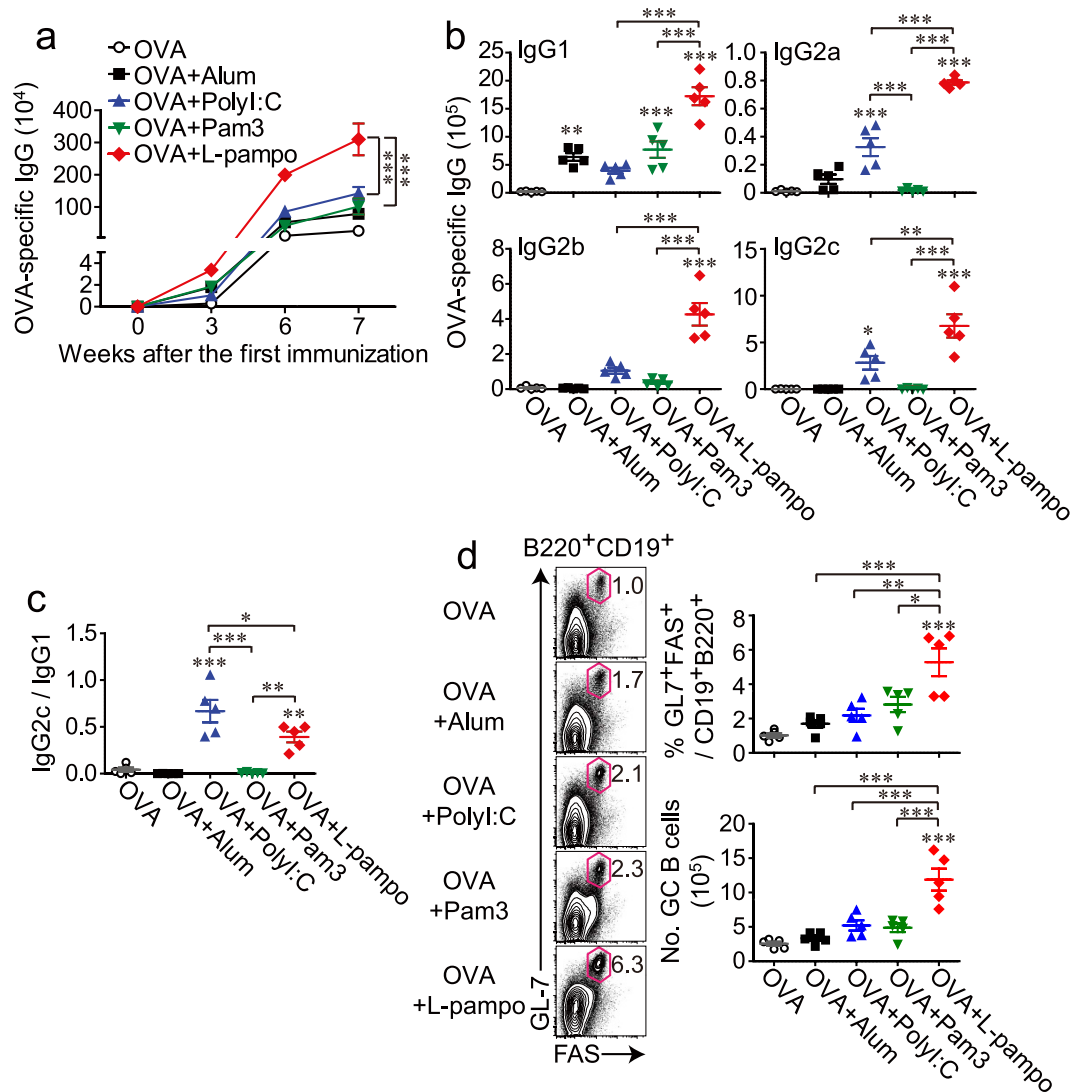 a
OVA
OVA+Alum
OVA+PolyI:C
OVA+Pam3
OVA+L-pampo
OVA-specific IgG (10⁴)
400
300
200
100
4
2
0
0 3 6 7
Weeks after the first immunization
***
***
b
OVA-specific IgG (10⁵)
IgG1
25
20
15
10
5
0
**
***
***
***
***
IgG2a
1.0
0.8
0.6
0.4
0.2
0
***
***
***
***
***
IgG2b
8
6
4
2
0
***
***
***
IgG2c
15
10
5
0
*
***
***
**
OVA
OVA+Alum
OVA+PolyI:C
OVA+Pam3
OVA+L-pampo
OVA
OVA+Alum
OVA+PolyI:C
OVA+Pam3
OVA+L-pampo
c
IgG2c / IgG1
1.5
1.0
0.5
0.0
***
***
*
**
**
OVA
OVA+Alum
OVA+PolyI:C
OVA+Pam3
OVA+L-pampo
d
B220⁺CD19⁺
OVA
1.0
OVA
+Alum
1.7
OVA
+PolyI:C
2.1
OVA
+Pam3
2.3
OVA
+L-pampo
6.3
GL-7
FAS
% GL7⁺FAS⁺
/ CD19⁺B220⁺
8
6
4
2
0
***
**
*
***
No. GC B cells
(10⁵)
20
15
10
5
0
***
***
***
***
OVA
OVA+Alum
OVA+PolyI:C
OVA+Pam3
OVA+L-pampo